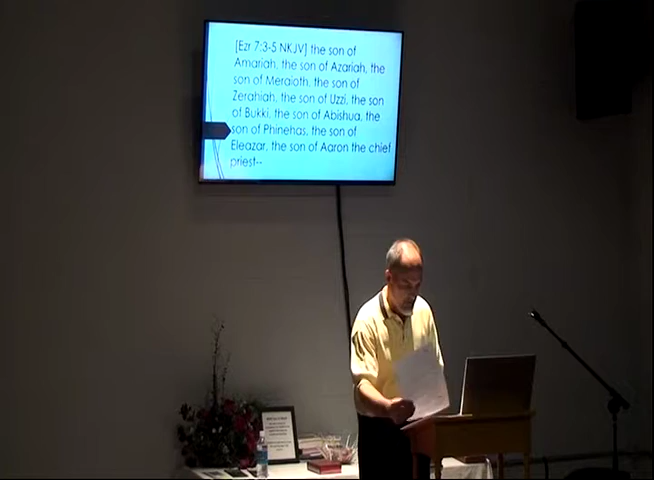 [Ezr 7:3-5 NKJV] the son of
Amariah, the son of Azariah, the
son of Meraioth, the son of
Zerahiah, the son of Uzzi, the son
of Bukki, the son of Abishua, the
son of Phinehas, the son of
Eleazar, the son of Aaron the chief
priest--